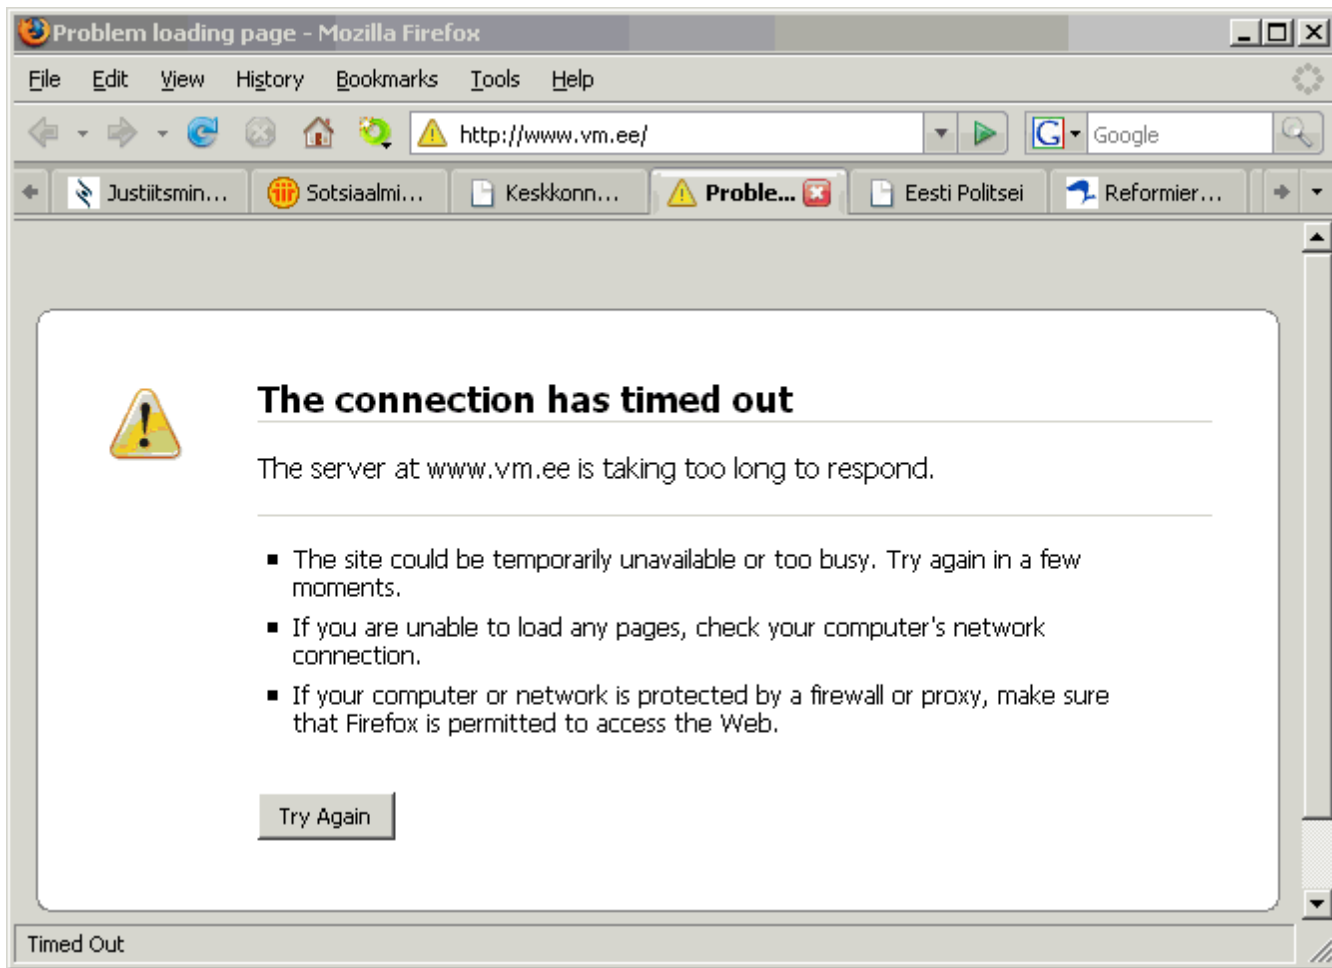 Problem loading page - Mozilla Firefox
File Edit View History Bookmarks Tools Help
http://www.vm.ee/ G Google
Justiitsmin... Sotsiaalmi... Keskkonn... Proble... Eesti Politsei Reformier...
The connection has timed out
The server at www.vm.ee is taking too long to respond.
The site could be temporarily unavailable or too busy. Try again in a few
moments.
If you are unable to load any pages, check your computer's network
connection.
If your computer or network is protected by a firewall or proxy, make sure
that Firefox is permitted to access the Web.
Try Again
Timed Out